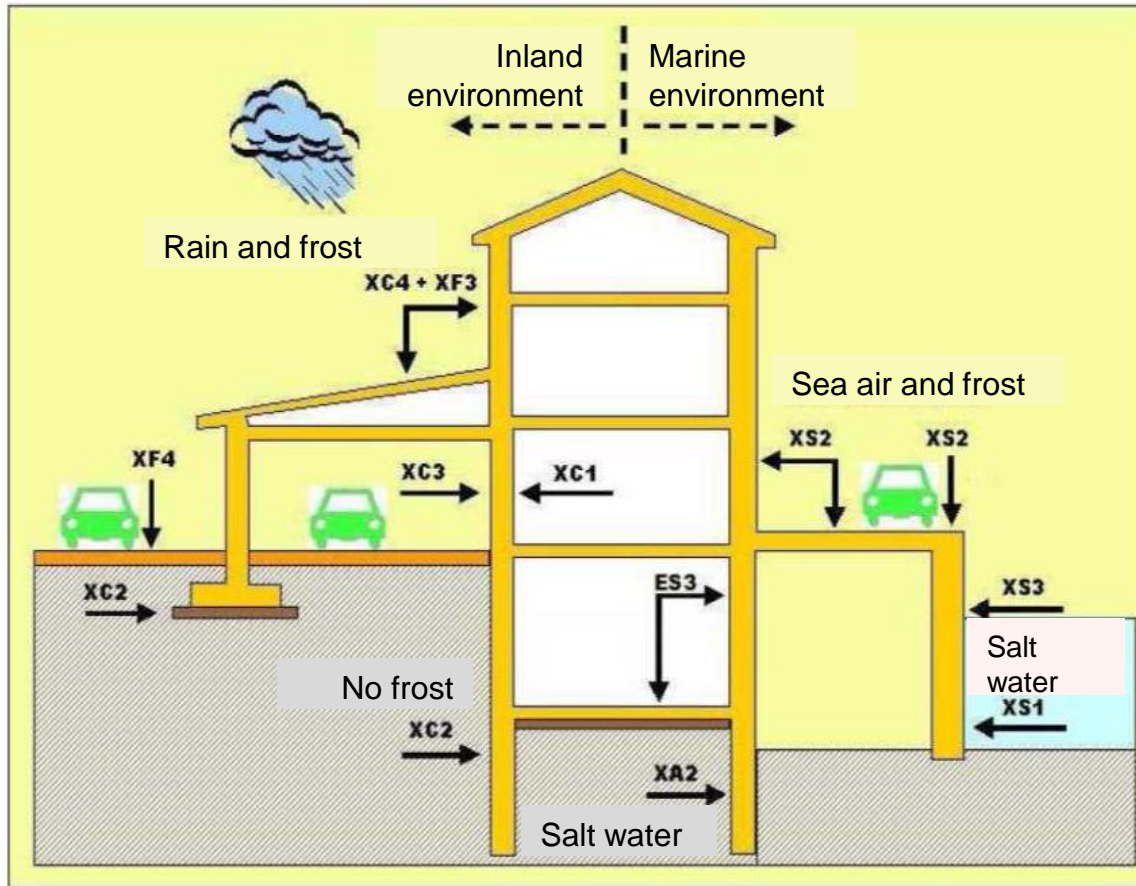 Inland
environment
Marine
environment
Rain and frost
XC4 + XF3
Sea air and frost
XS2
XS2
XF4
XC3
XC1
XC2
ES3
XS3
Salt
water
No frost
XS1
XC2
XA2
Salt water